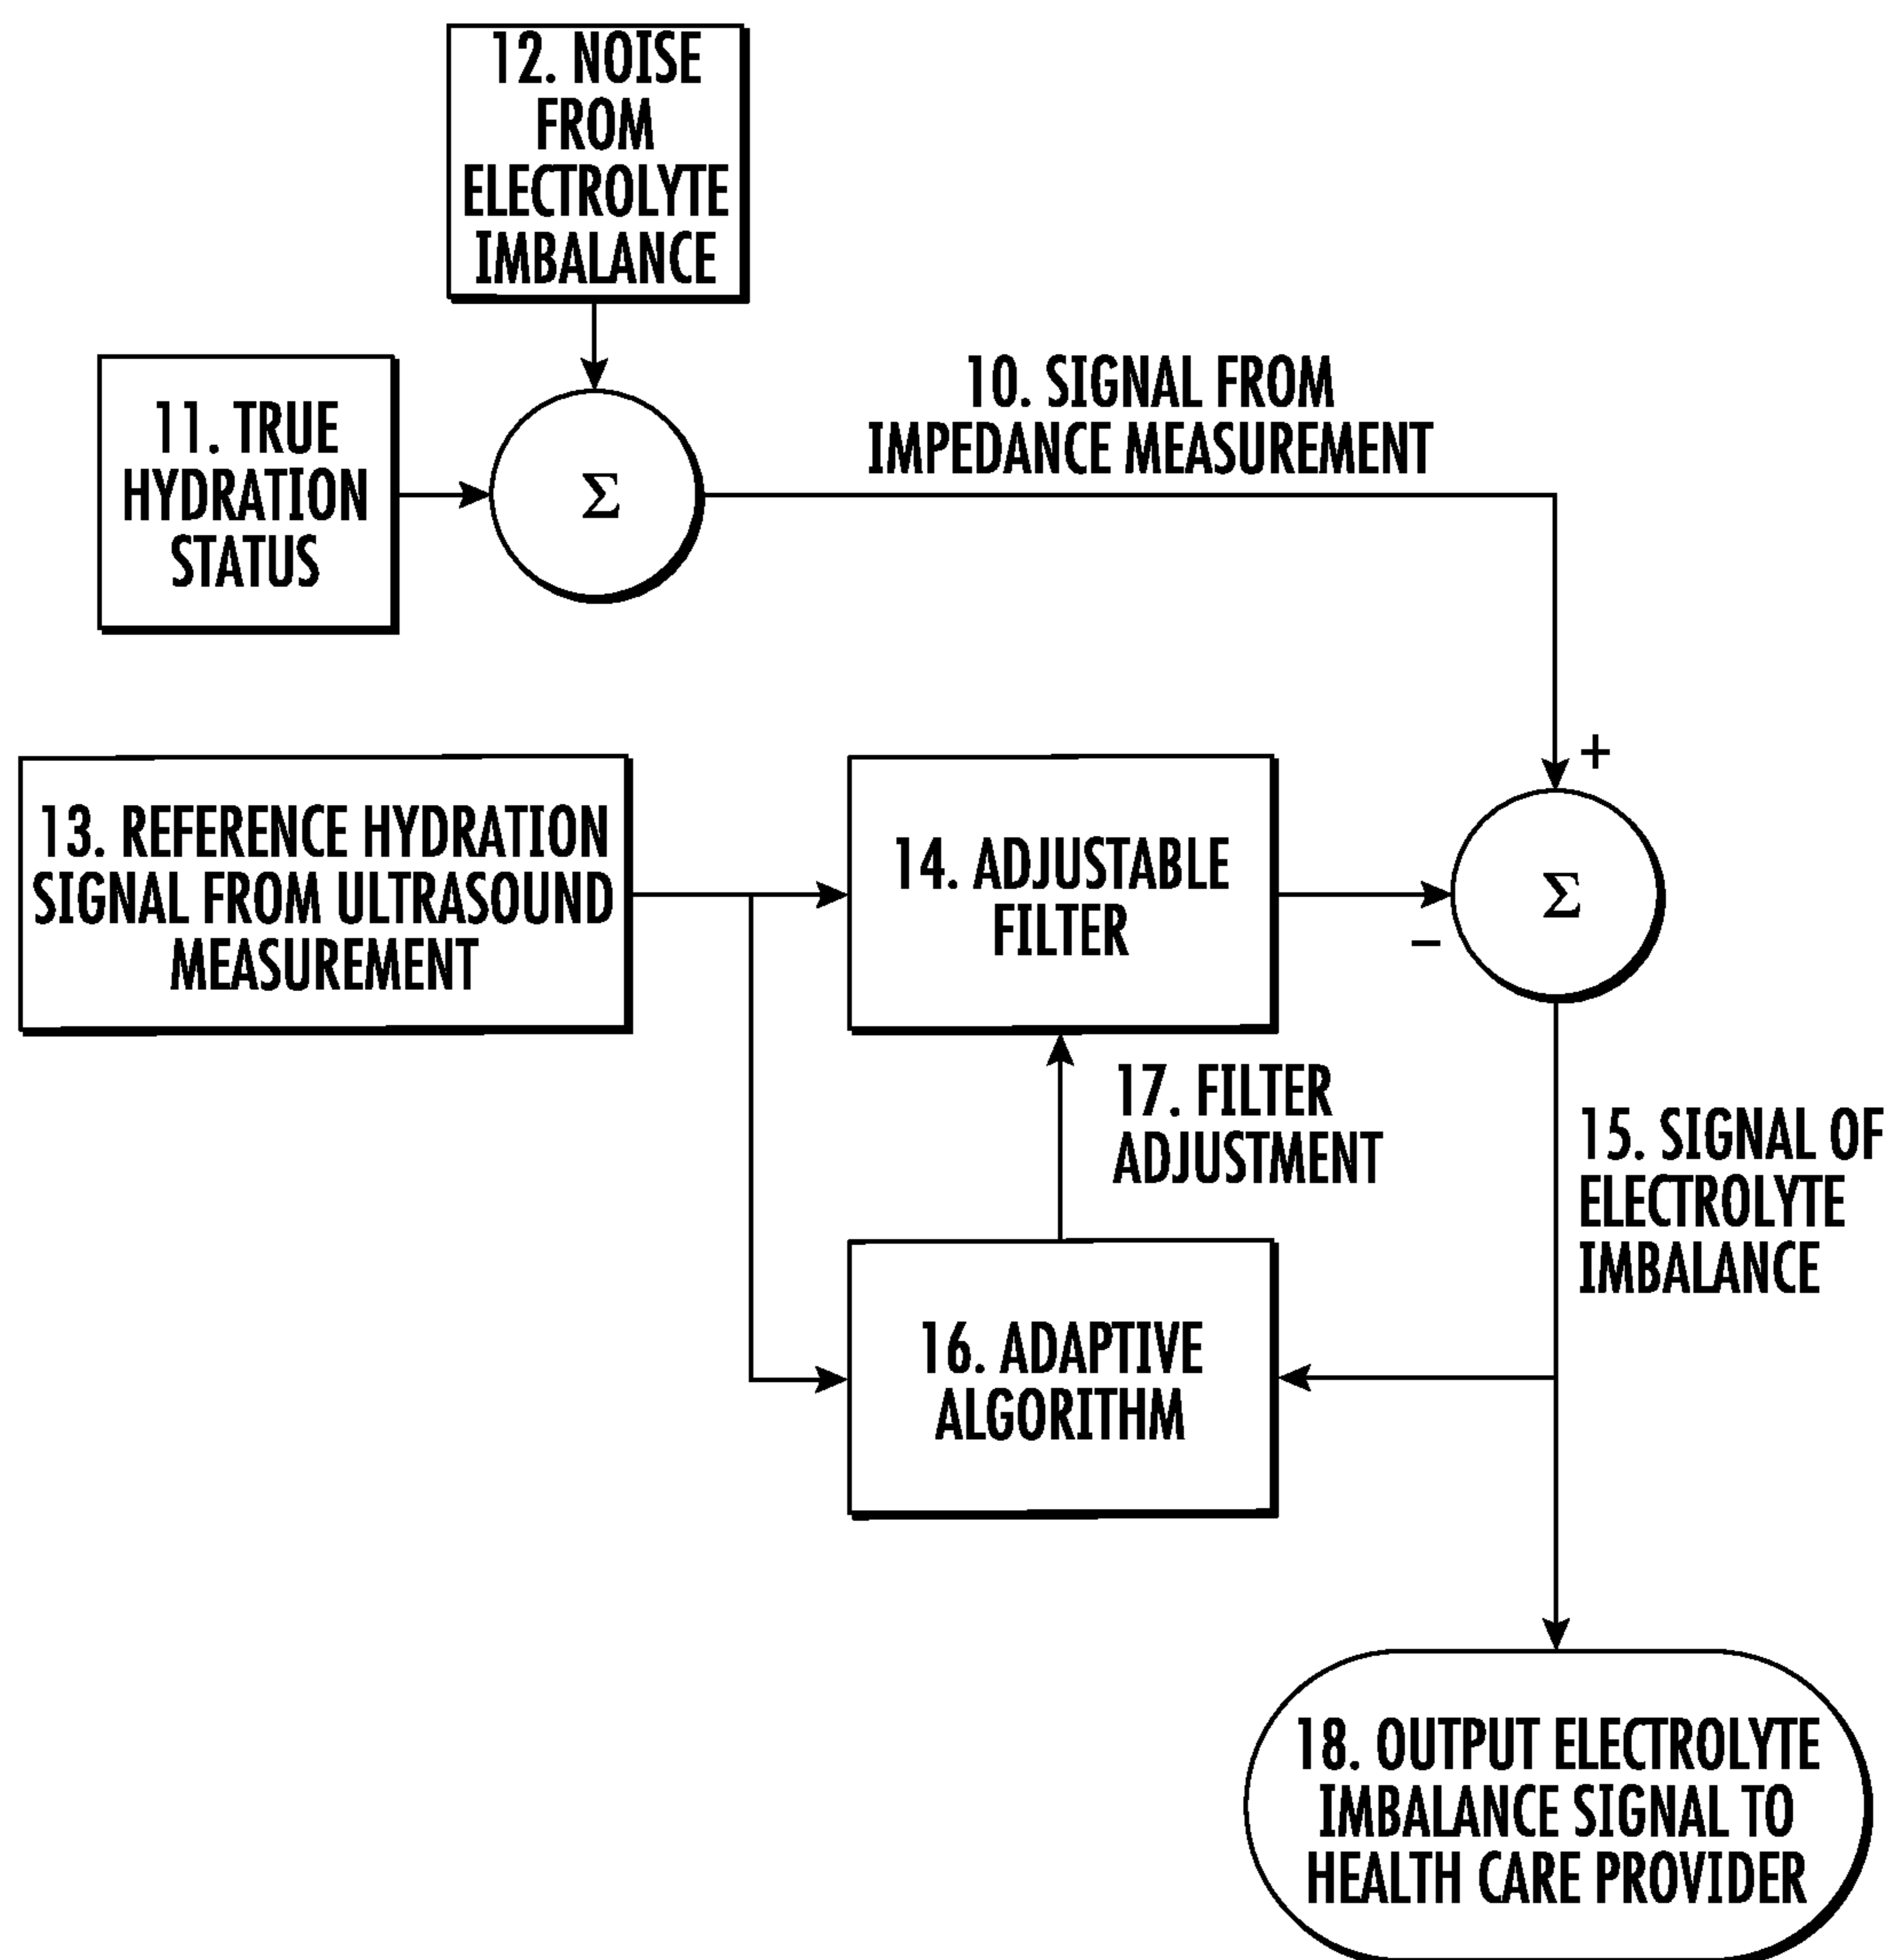 12. NOISE
FROM
ELECTROLYTE
IMBALANCE
11. TRUE
HYDRATION
STATUS
Σ
10. SIGNAL FROM
IMPEDANCE MEASUREMENT
+
13. REFERENCE HYDRATION
SIGNAL FROM ULTRASOUND
MEASUREMENT
14. ADJUSTABLE
FILTER
–
Σ
17. FILTER
ADJUSTMENT
15. SIGNAL OF
ELECTROLYTE
IMBALANCE
16. ADAPTIVE
ALGORITHM
18. OUTPUT ELECTROLYTE
IMBALANCE SIGNAL TO
HEALTH CARE PROVIDER